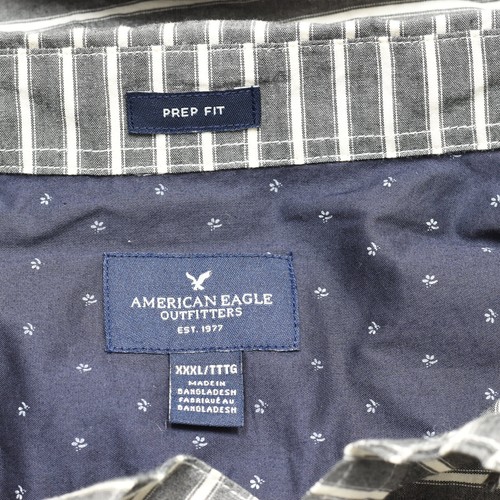 PREP FIT
AMERICAN EAGLE
OUTFITTERS
EST. 1977
XXXL/TTTG
MADE IN
BANGLADESH
FABRIQUÉ AU
BANGLADESH